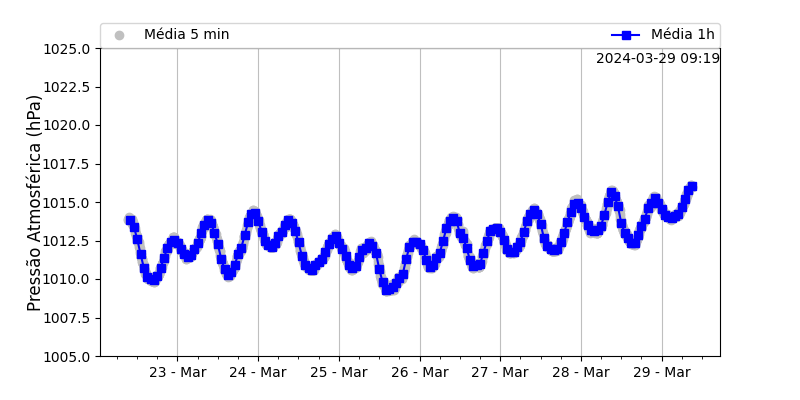 Média 5 min
Média 1h
2024-03-29 09:19
Pressão Atmosférica (hPa)
1025.0
1022.5
1020.0
1017.5
1015.0
1012.5
1010.0
1007.5
1005.0
23 - Mar
24 - Mar
25 - Mar
26 - Mar
27 - Mar
28 - Mar
29 - Mar